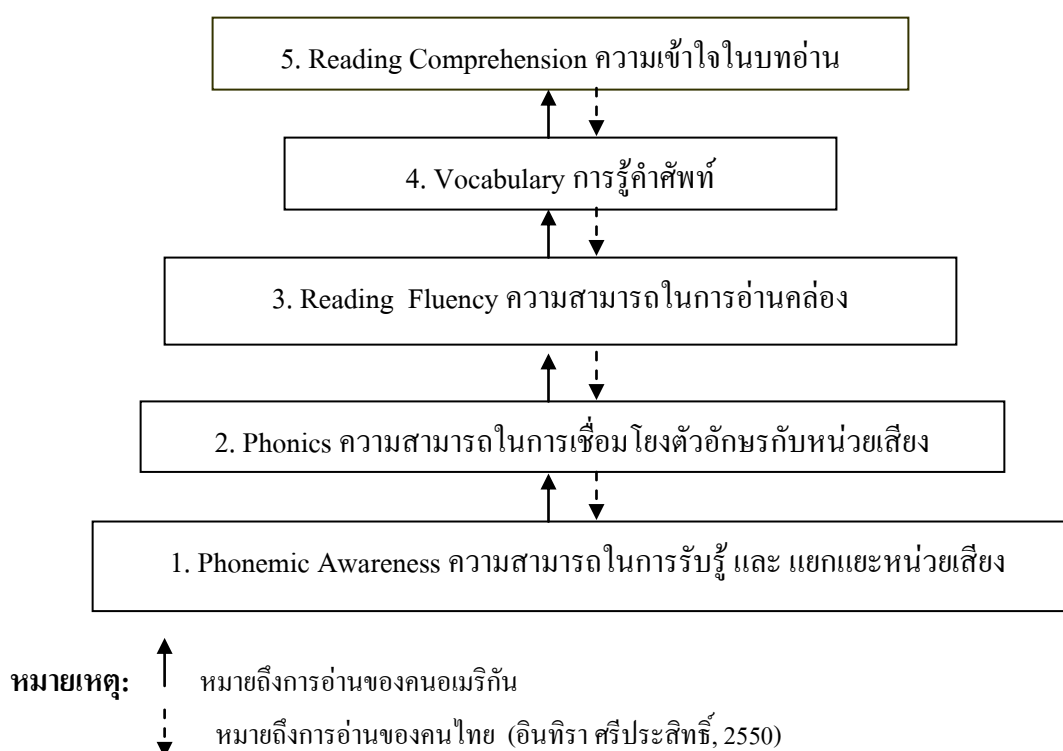 5. Reading Comprehension ความเข้าใจในบทอ่าน
4. Vocabulary การรู้คำศัพท์
3. Reading Fluency ความสามารถในการอ่านคล่อง
2. Phonics ความสามารถในการเชื่อมโยงตัวอักษรกับหน่วยเสียง
1. Phonemic Awareness ความสามารถในการรับรู้ และ แยกแยะหน่วยเสียง
หมายเหตุ: หมายถึงการอ่านของคนอเมริกัน
หมายถึงการอ่านของคนไทย (อินทิรา ศรีประสิทธิ์, 2550)